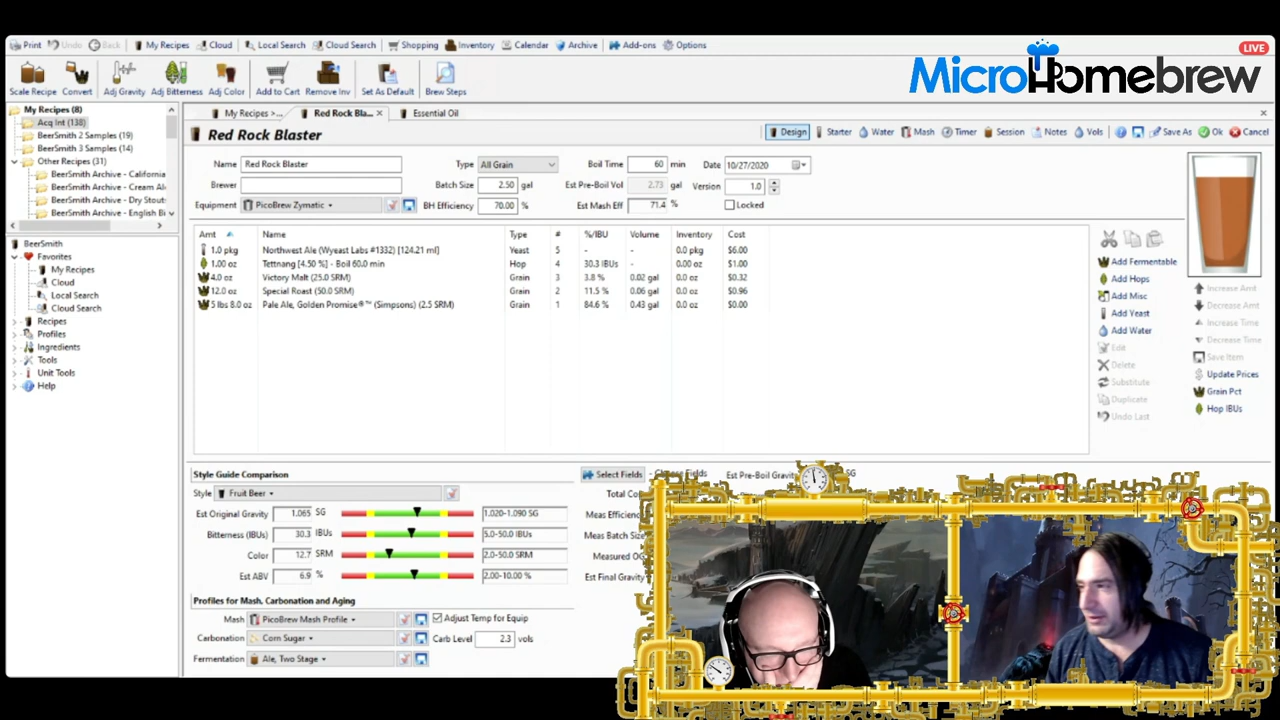 Print Undo Back My Recipes Cloud Local Search Cloud Search Shopping Inventory Calendar Archive Add-ons Options
LIVE
MicroHomebrew
Scale Recipe Convert Adj Gravity Adj Bitterness Adj Color Add to Cart Remove Inv Set As Default Brew Steps
My Recipes (8)
Acq Int (138)
BeerSmith 2 Samples (19)
BeerSmith 3 Samples (14)
Other Recipes (31)
BeerSmith Archive - California
BeerSmith Archive - Cream Al
BeerSmith Archive - Dry Stout
BeerSmith Archive - English Bi
BeerSmith
Favorites
My Recipes
Cloud
Local Search
Cloud Search
Recipes
Profiles
Ingredients
Tools
Unit Tools
Help
My Recipes >... Red Rock Bla... Essential Oil
Red Rock Blaster
Design Starter Water Mash Timer Session Notes Vols Save As Ok Cancel
Name Red Rock Blaster Type All Grain Boil Time 60 min Date 10/27/2020
Brewer Batch Size 2.50 gal Est Pre-Boil Vol 2.73 gal Version 1.0
Equipment PicoBrew Zymatic BH Efficiency 70.00 % Est Mash Eff 71.4 % Locked
Amt Name Type # %/IBU Volume Inventory Cost
1.0 pkg Northwest Ale (Wyeast Labs #1332) [124.21 ml] Yeast 5 - - 0.0 pkg $6.00
1.00 oz Tettnang [4.50 %] - Boil 60.0 min Hop 4 30.3 IBUs - 0.00 oz $1.00
4.0 oz Victory Malt (25.0 SRM) Grain 3 3.8 % 0.02 gal 0.0 oz $0.32
12.0 oz Special Roast (50.0 SRM) Grain 2 11.5 % 0.06 gal 0.0 oz $0.96
5 lbs 8.0 oz Pale Ale, Golden Promise®™ (Simpsons) (2.5 SRM) Grain 1 84.6 % 0.43 gal 0.0 oz $0.00
Add Fermentable
Add Hops
Add Misc
Add Yeast
Add Water
Edit
Delete
Substitute
Duplicate
Undo Last
Increase Amt
Decrease Amt
Increase Time
Decrease Time
Save Item
Update Prices
Grain Pct
Hop IBUs
Style Guide Comparison
Style Fruit Beer
Est Original Gravity 1.065 SG 1.020-1.090 SG
Bitterness (IBUs) 30.3 IBUs 5.0-50.0 IBUs
Color 12.7 SRM 2.0-50.0 SRM
Est ABV 6.9 % 2.00-10.00 %
Select Fields - Choose Fields Est Pre-Boil Gravity SG
Total Co
Meas Efficienc
Meas Batch Size
Measured OG
Est Final Gravity
Profiles for Mash, Carbonation and Aging
Mash PicoBrew Mash Profile Adjust Temp for Equip
Carbonation Corn Sugar Carb Level 2.3 vols
Fermentation Ale, Two Stage